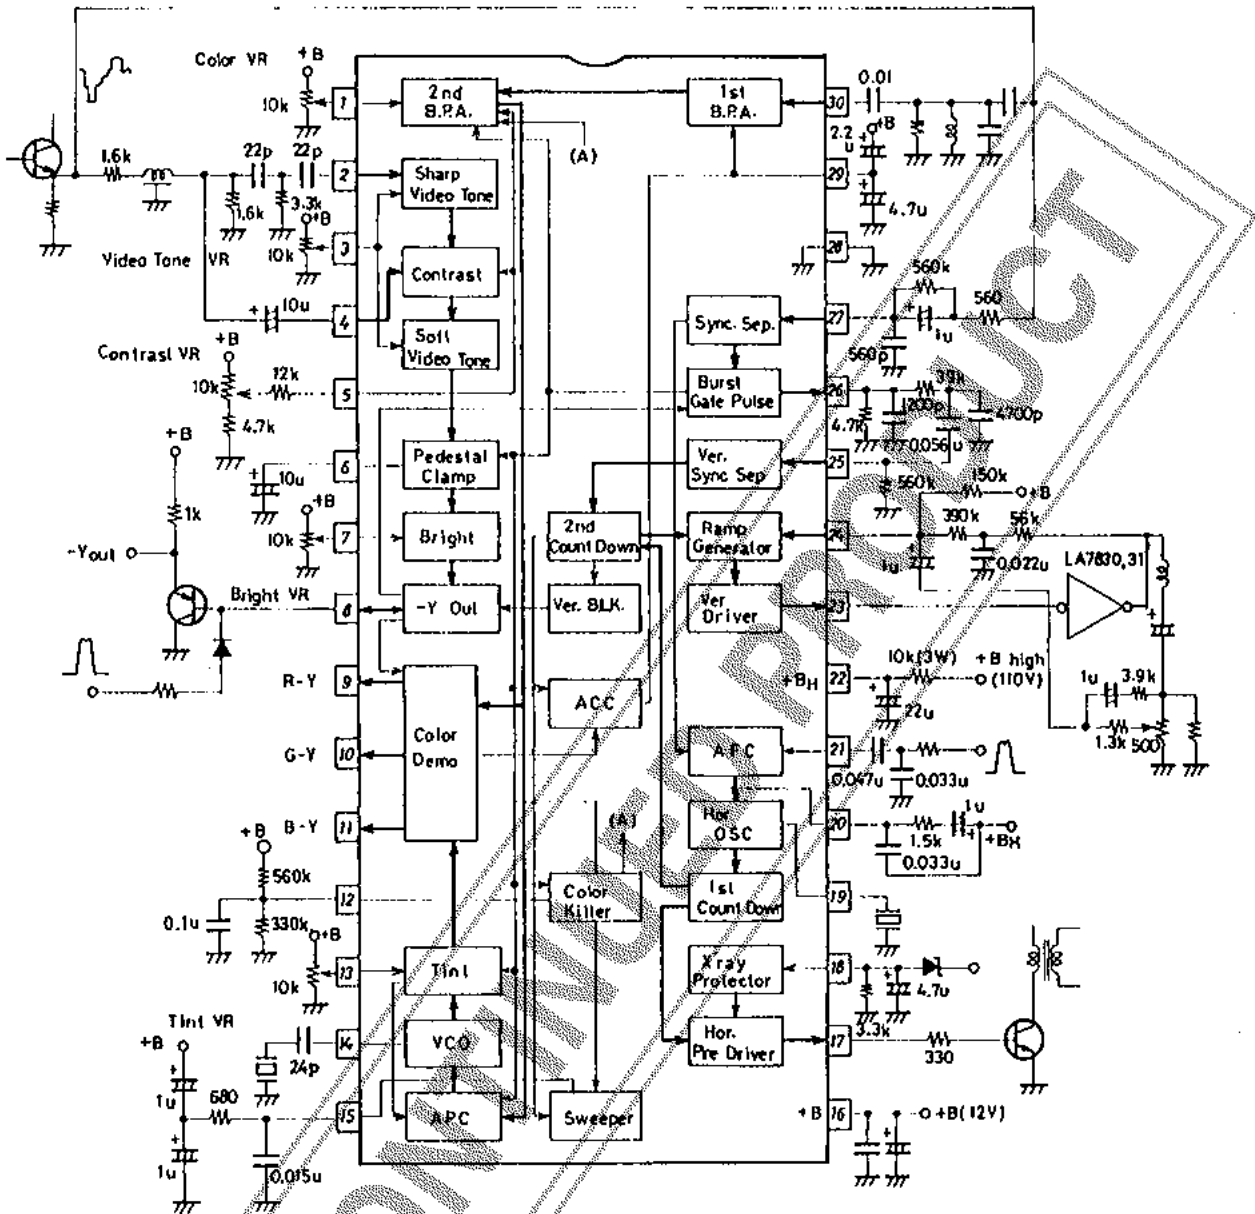 Color VR
+B
10k
1
2nd B.P.A.
1st B.P.A.
30
0.01
+B
2.2u
(A)
1.6k
22p
22p
2
Sharp Video Tone
29
4.7u
1.6k
3.3k
+B
10k
3
28
Video Tone VR
Contrast
560k
10u
4
Sync. Sep.
27
560
1u
560p
Soft Video Tone
Contrast VR
+B
10k
12k
5
4.7k
Burst Gate Pulse
26
39k
1200p
4700p
4.7k
0.056u
+B
10u
6
Pedestal Clamp
Ver. Sync Sep
25
560k
150k
+B
1k
+B
10k
7
Bright
2nd Count Down
Ramp Generator
24
390k
56k
1u
0.022u
LA7830,31
-Yout
Bright VR
8
-Y Out
Ver. BLK.
Ver Driver
23
R-Y
9
ACC
+BH
22
10k(3W)
+B high (110V)
22u
1u
3.9k
1.3k
500
G-Y
10
Color Demo
AFC
21
0.047u
0.033u
B-Y
11
(A)
Hor. OSC
20
1u
1.5k
+BH
0.033u
+B
560k
12
0.1u
330k
Color Killer
1st Count Down
19
+B
10k
13
Tint
X ray Protector
18
4.7u
3.3k
Tint VR
14
24p
VCO
Hor. Pre Driver
17
330
+B
1u
680
15
APC
Sweeper
+B
16
+B(12V)
1u
0.015u
ONTINUED PRODUCT